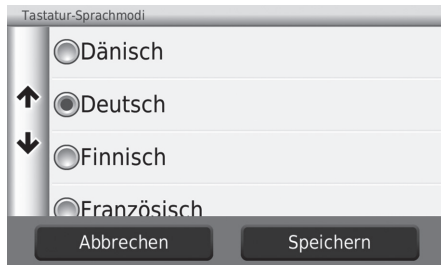 Tastatur-Sprachmodi
Dänisch
Deutsch
Finnisch
Französisch
Abbrechen
Speichern